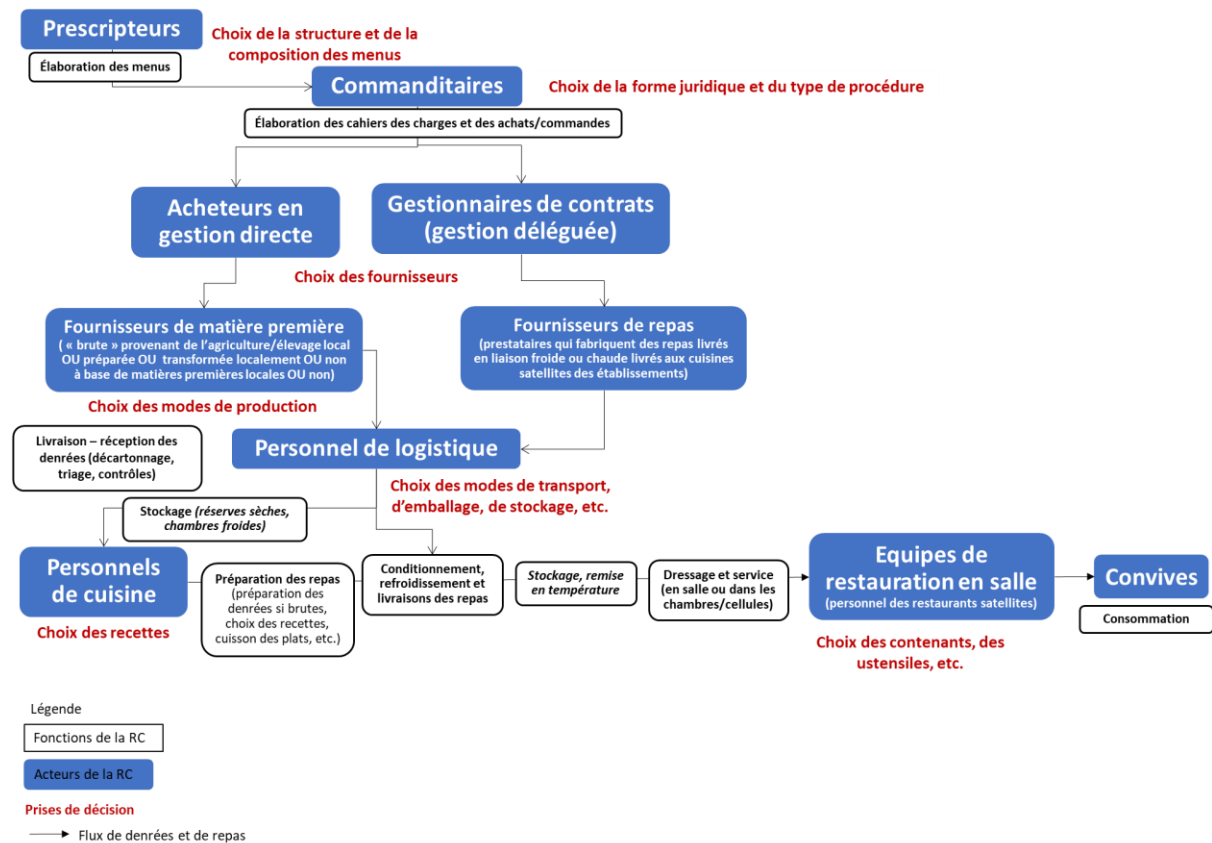 Prescripteurs
Choix de la structure et de la
composition des menus
Élaboration des menus
Commanditaires
Choix de la forme juridique et du type de procédure
Élaboration des cahiers des charges et des achats/commandes
Acheteurs en
gestion directe
Gestionnaires de contrats
(gestion déléguée)
Choix des fournisseurs
Fournisseurs de matière première
( « brute » provenant de l'agriculture/élevage local
OU préparée OU transformée localement OU non
à base de matières premières locales OU non)
Fournisseurs de repas
(prestataires qui fabriquent des repas livrés
en liaison froide ou chaude livrés aux cuisines
satellites des établissements)
Choix des modes de production
Livraison – réception des
denrées (décartonnage,
triage, contrôles)
Personnel de logistique
Choix des modes de transport,
d'emballage, de stockage, etc.
Stockage (réserves sèches,
chambres froides)
Personnels
de cuisine
Choix des recettes
Préparation des repas
(préparation des
denrées si brutes,
choix des recettes,
cuisson des plats, etc.)
Conditionnement,
refroidissement et
livraisons des repas
Stockage, remise
en température
Dressage et service
(en salle ou dans les
chambres/cellules)
Equipes de
restauration en salle
(personnel des restaurants satellites)
Choix des contenants, des
ustensiles, etc.
Convives
Consommation
Légende
Fonctions de la RC
Acteurs de la RC
Prises de décision
Flux de denrées et de repas